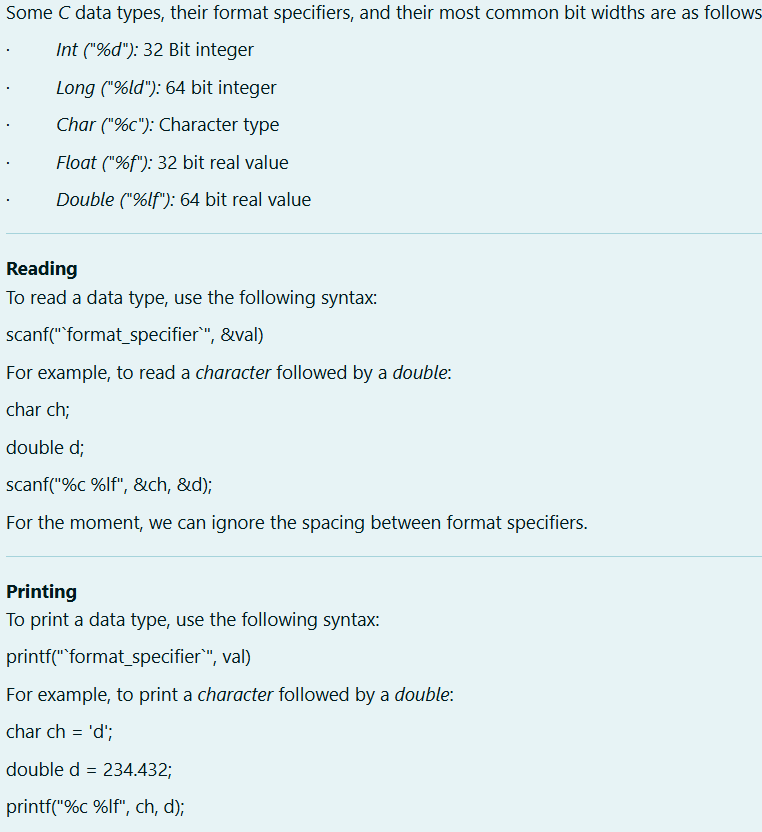 Some C data types, their format specifiers, and their most common bit widths are as follows
· Int ("%d"): 32 Bit integer
· Long ("%ld"): 64 bit integer
· Char ("%c"): Character type
· Float ("%f"): 32 bit real value
· Double ("%lf"): 64 bit real value
Reading
To read a data type, use the following syntax:
scanf("`format_specifier`", &val)
For example, to read a character followed by a double:
char ch;
double d;
scanf("%c %lf", &ch, &d);
For the moment, we can ignore the spacing between format specifiers.
Printing
To print a data type, use the following syntax:
printf("`format_specifier`", val)
For example, to print a character followed by a double:
char ch = 'd';
double d = 234.432;
printf("%c %lf", ch, d);